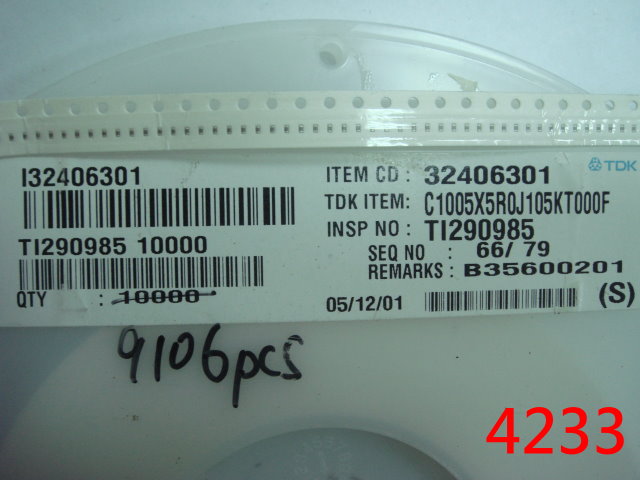 TDK
I32406301
ITEM CD : 32406301
TDK ITEM: C1005X5R0J105KT000F
INSP NO : TI290985
TI290985 10000
SEQ NO : 66/ 79
REMARKS : B35600201
QTY : 10000
05/12/01
(S)
9106pcs
4233